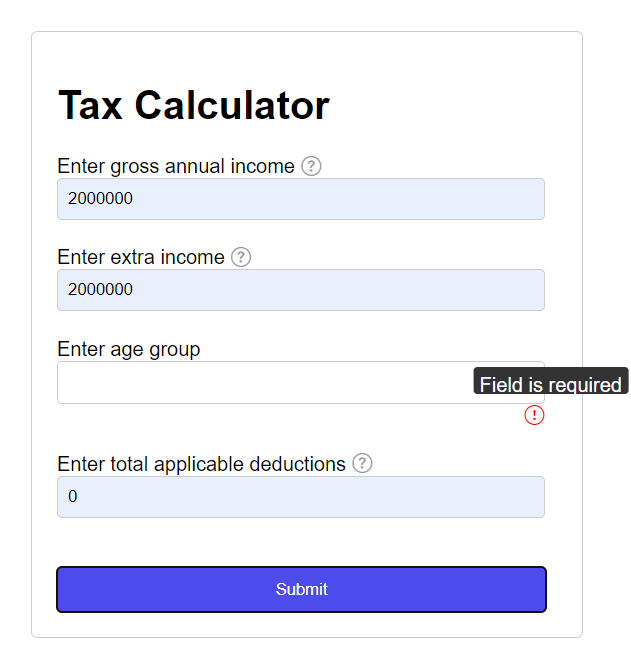 Tax Calculator
Enter gross annual income ?
2000000
Enter extra income ?
2000000
Enter age group
Field is required
!
Enter total applicable deductions ?
0
Submit